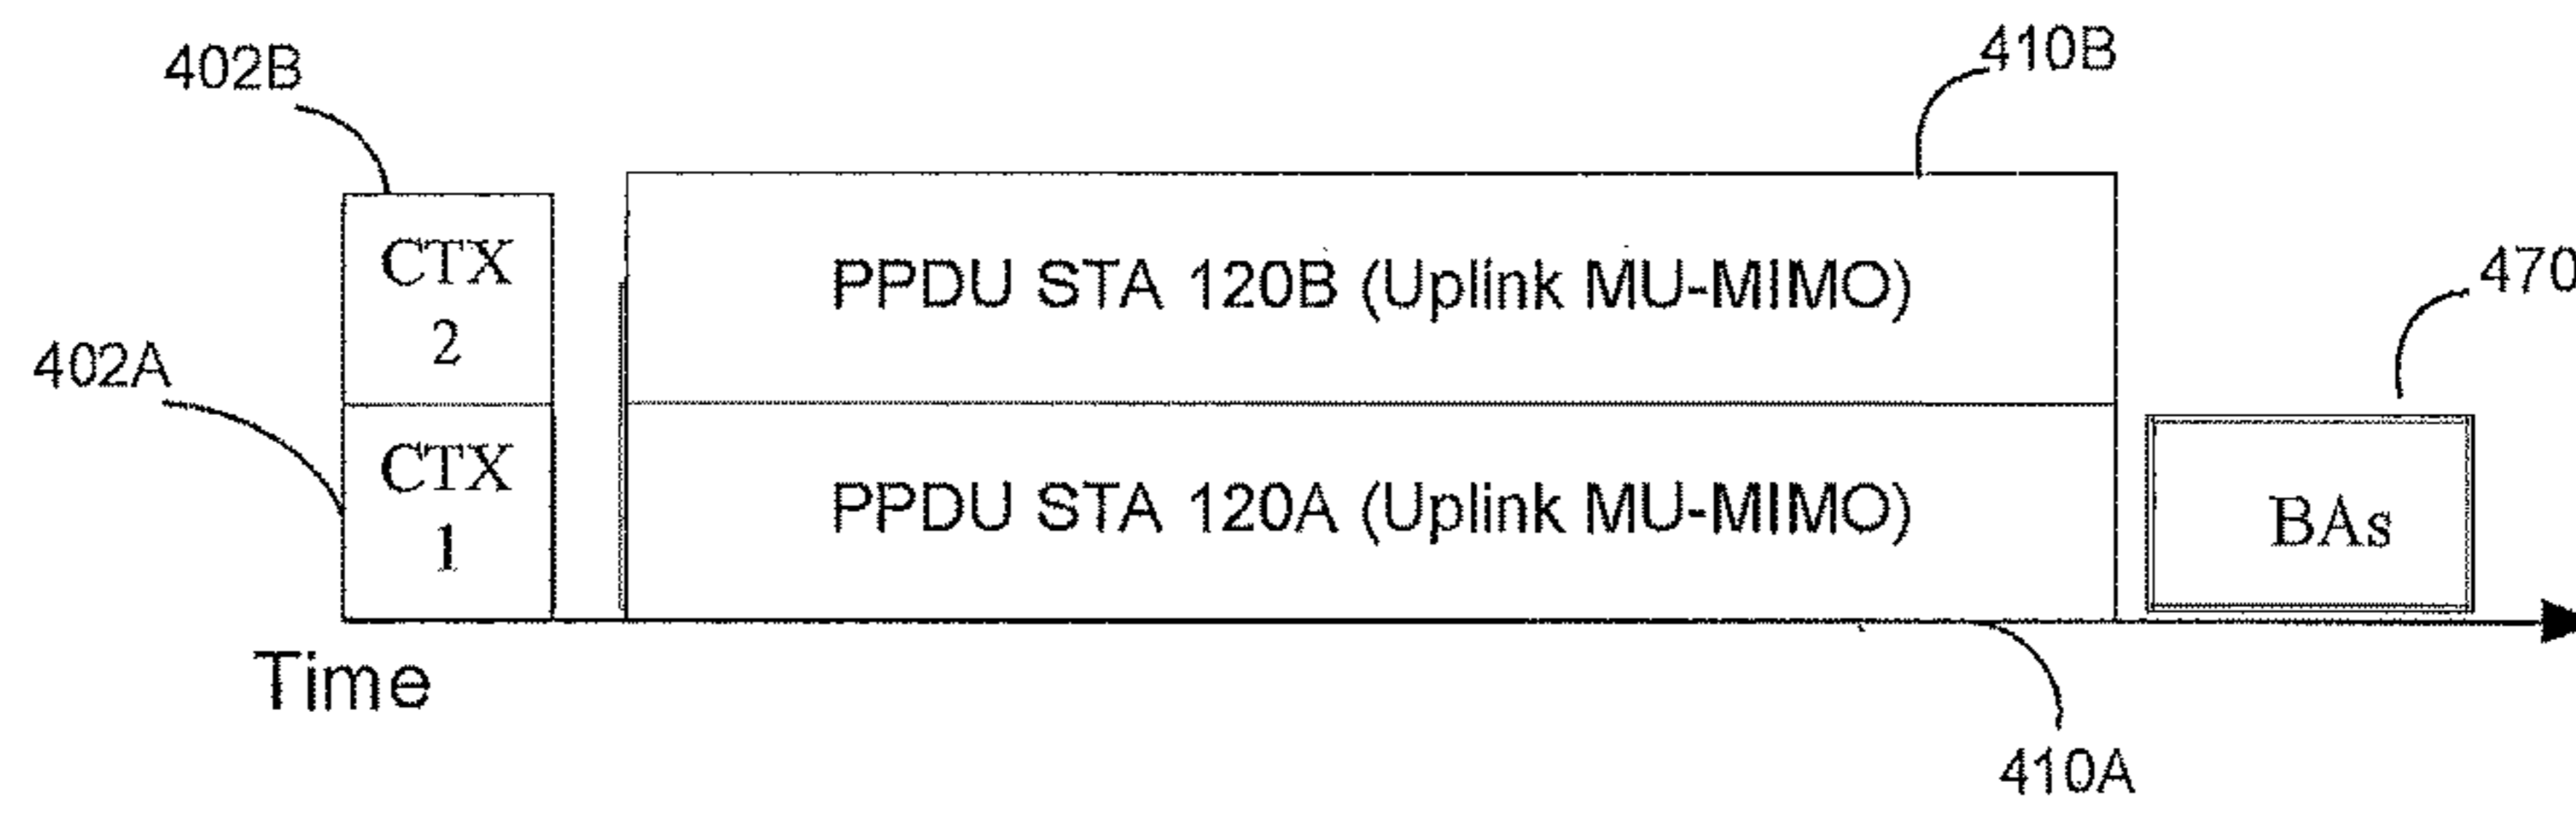 410B
402B
CTX
2
PPDU STA 120B (Uplink MU-MIMO)
470
402A
CTX
1
PPDU STA 120A (Uplink MU-MIMO)
BAs
Time
410A